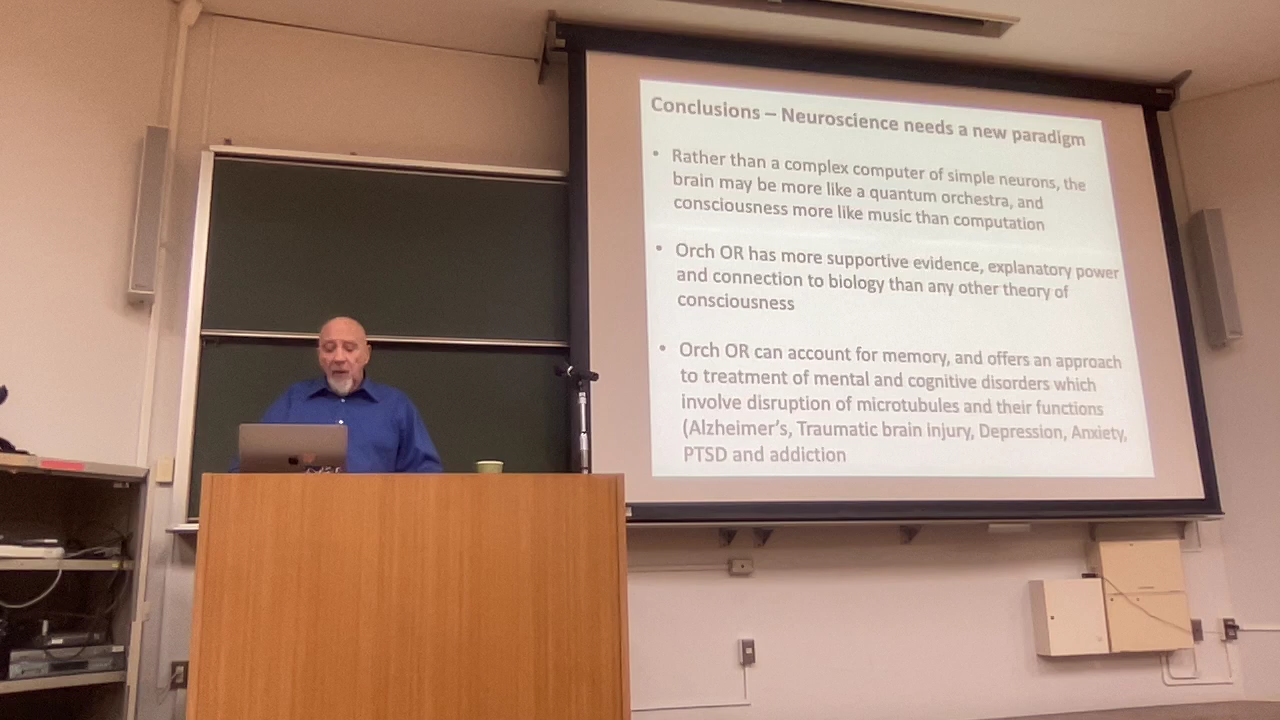 Conclusions – Neuroscience needs a new paradigm
• Rather than a complex computer of simple neurons, the
brain may be more like a quantum orchestra, and
consciousness more like music than computation
• Orch OR has more supportive evidence, explanatory power
and connection to biology than any other theory of
consciousness
• Orch OR can account for memory, and offers an approach
to treatment of mental and cognitive disorders which
involve disruption of microtubules and their functions
(Alzheimer's, Traumatic brain injury, Depression, Anxiety,
PTSD and addiction